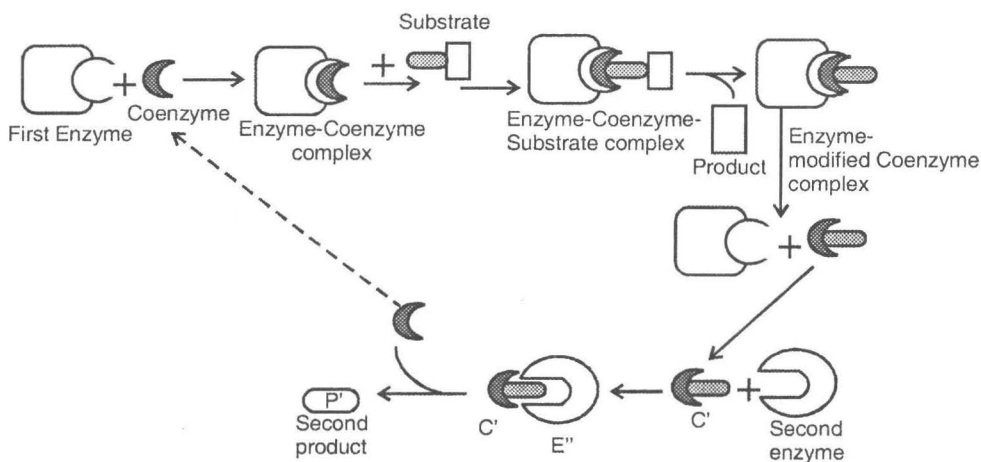 Substrate
First Enzyme
Coenzyme
Enzyme-Coenzyme
complex
Enzyme-Coenzyme-
Substrate complex
Product
Enzyme-
modified Coenzyme
complex
P'
Second
product
C'
E"
C'
Second
enzyme